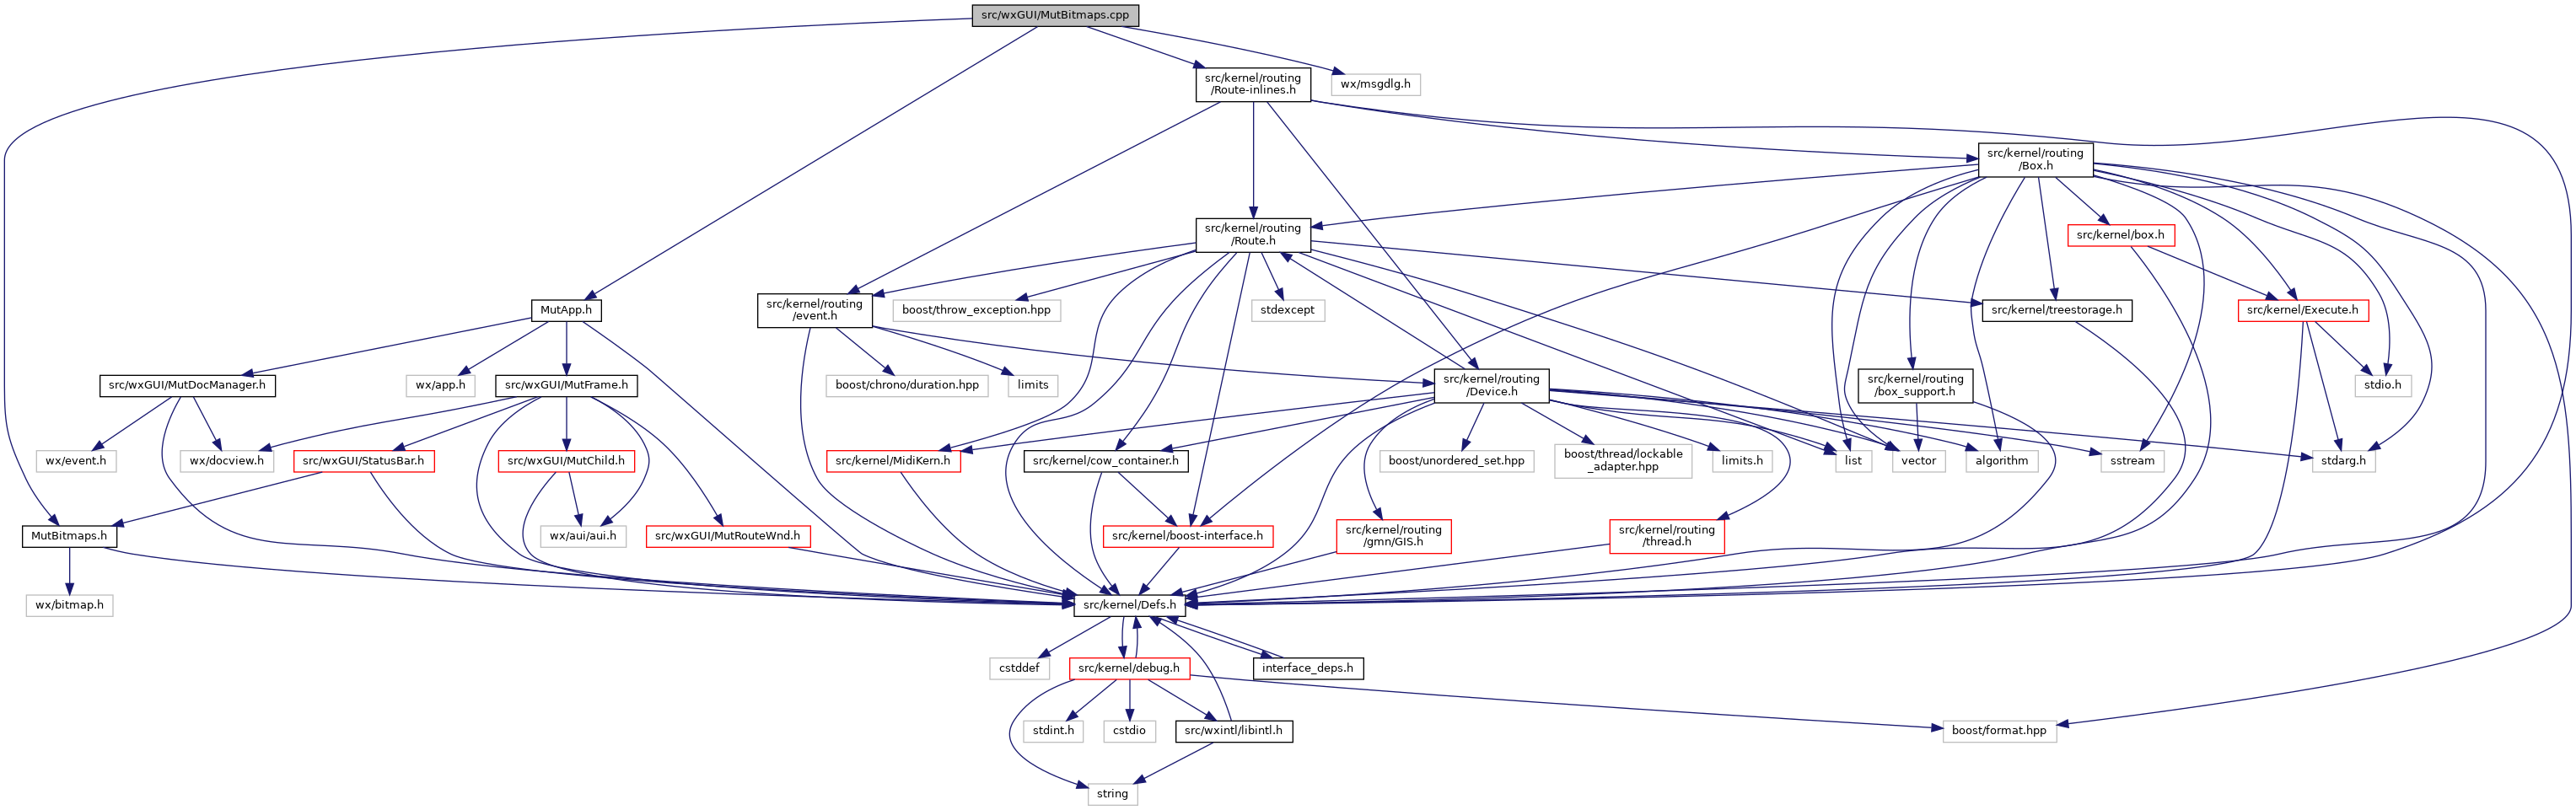 src/wxGUI/MutBitmaps.cpp
src/kernel/routing
/Route-inlines.h
wx/msgdlg.h
src/kernel/routing
/Box.h
src/kernel/routing
/Route.h
src/kernel/box.h
src/kernel/routing
/event.h
MutApp.h
boost/throw_exception.hpp
stdexcept
src/kernel/treestorage.h
src/kernel/Execute.h
src/wxGUI/MutDocManager.h
wx/app.h
src/wxGUI/MutFrame.h
boost/chrono/duration.hpp
limits
src/kernel/routing
/Device.h
src/kernel/routing
/box_support.h
stdio.h
wx/event.h
wx/docview.h
src/wxGUI/StatusBar.h
src/wxGUI/MutChild.h
src/kernel/MidiKern.h
src/kernel/cow_container.h
boost/unordered_set.hpp
boost/thread/lockable
_adapter.hpp
limits.h
list
vector
algorithm
sstream
stdarg.h
MutBitmaps.h
wx/aui/aui.h
src/wxGUI/MutRouteWnd.h
src/kernel/boost-interface.h
src/kernel/routing
/gmn/GIS.h
src/kernel/routing
/thread.h
wx/bitmap.h
src/kernel/Defs.h
cstddef
src/kernel/debug.h
interface_deps.h
stdint.h
cstdio
src/wxintl/libintl.h
boost/format.hpp
string